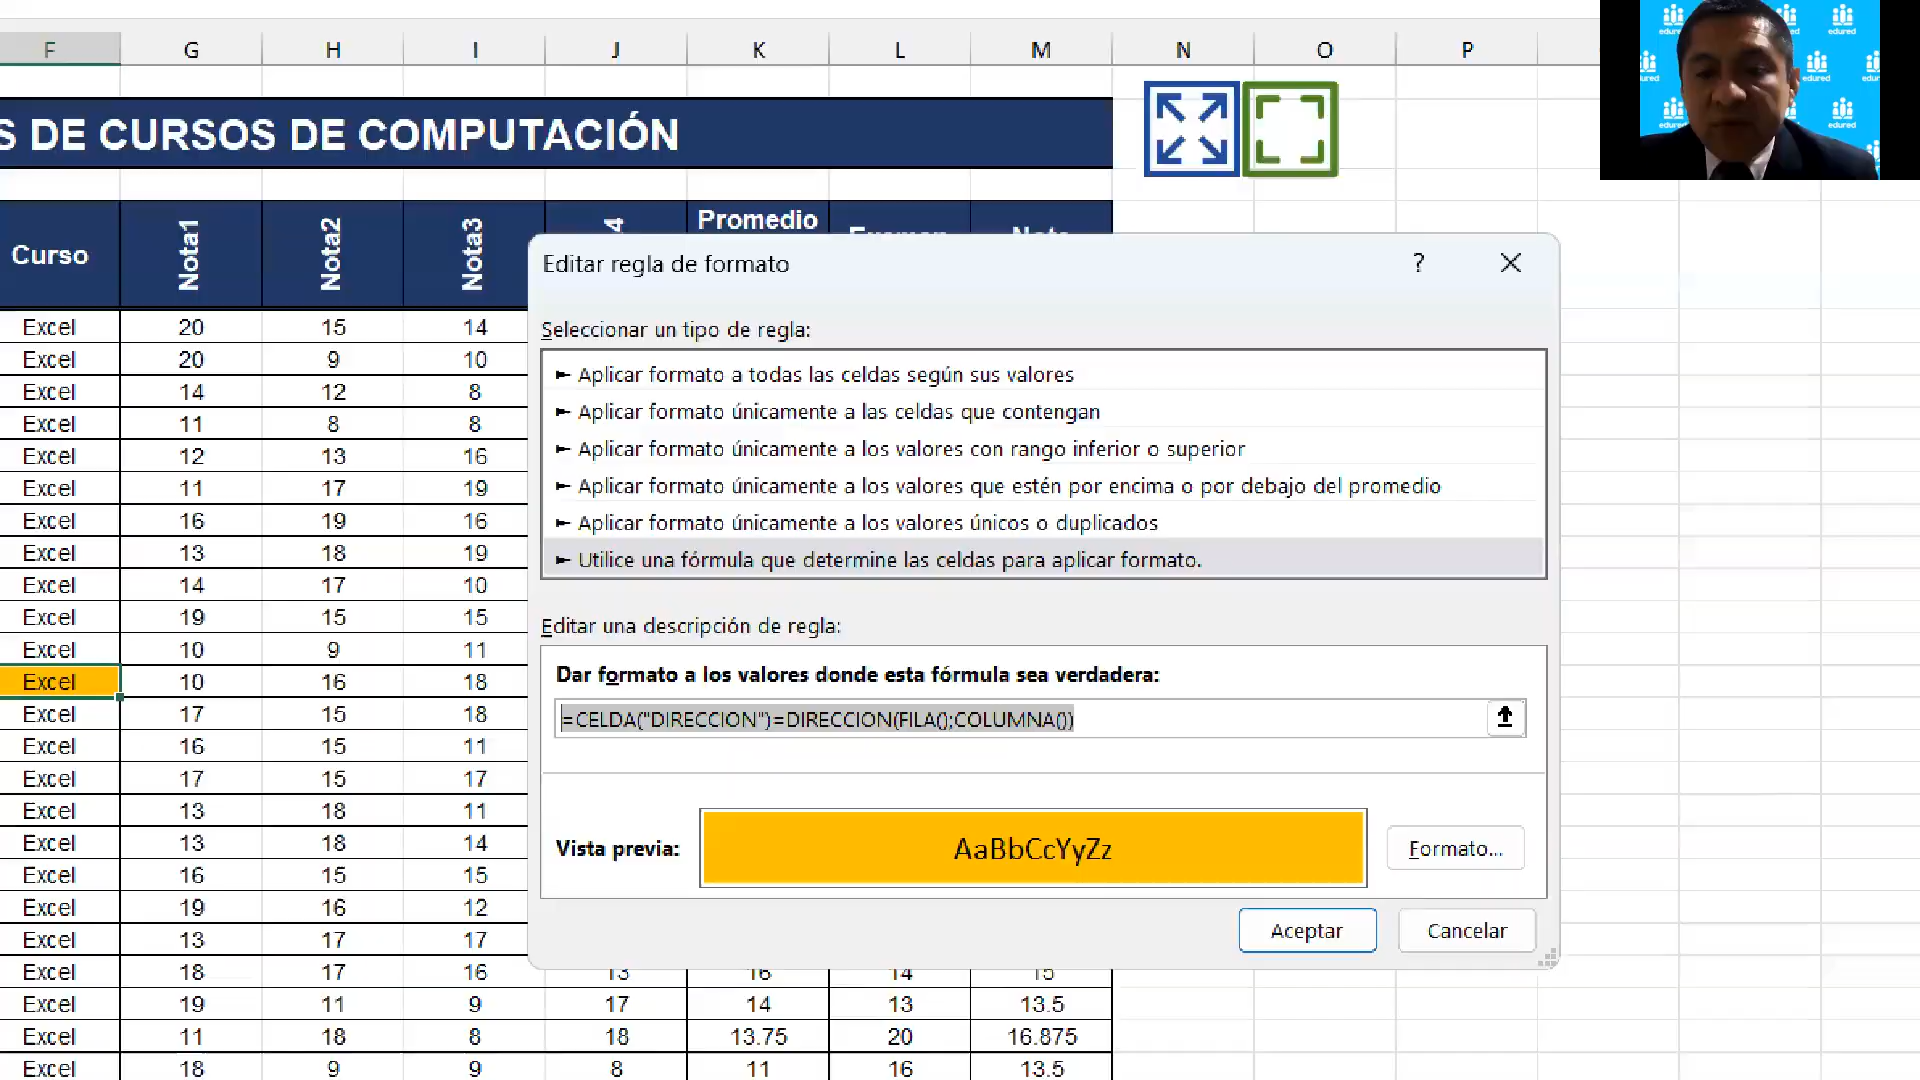 F G H I J K L M N O P
S DE CURSOS DE COMPUTACIÓN
edured edured
edured edured
edured edured
Curso Nota1 Nota2 Nota3 4 Promedio
Editar regla de formato ?
Seleccionar un tipo de regla:
► Aplicar formato a todas las celdas según sus valores
► Aplicar formato únicamente a las celdas que contengan
► Aplicar formato únicamente a los valores con rango inferior o superior
► Aplicar formato únicamente a los valores que estén por encima o por debajo del promedio
► Aplicar formato únicamente a los valores únicos o duplicados
► Utilice una fórmula que determine las celdas para aplicar formato.
Editar una descripción de regla:
Dar formato a los valores donde esta fórmula sea verdadera:
=CELDA("DIRECCION")=DIRECCION(FILA();COLUMNA())
Vista previa: AaBbCcYyZz Formato...
Aceptar Cancelar
Excel 20 15 14
Excel 20 9 10
Excel 14 12 8
Excel 11 8 8
Excel 12 13 16
Excel 11 17 19
Excel 16 19 16
Excel 13 18 19
Excel 14 17 10
Excel 19 15 15
Excel 10 9 11
Excel 10 16 18
Excel 17 15 18
Excel 16 15 11
Excel 17 15 17
Excel 13 18 11
Excel 13 18 14
Excel 16 15 15
Excel 19 16 12
Excel 13 17 17
Excel 18 17 16 13 16 14 15
Excel 19 11 9 17 14 13 13.5
Excel 11 18 8 18 13.75 20 16.875
Excel 18 9 9 8 11 16 13.5